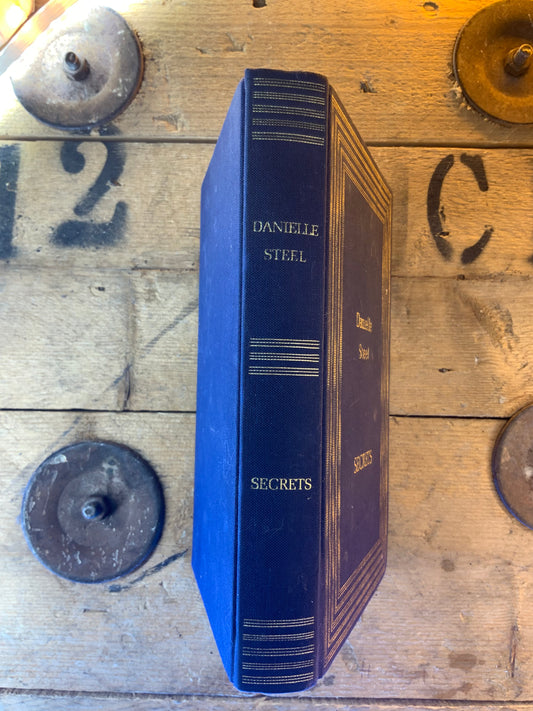 12
C
DANIELLE
STEEL
SECRETS
Danielle
Steel
SECRETS